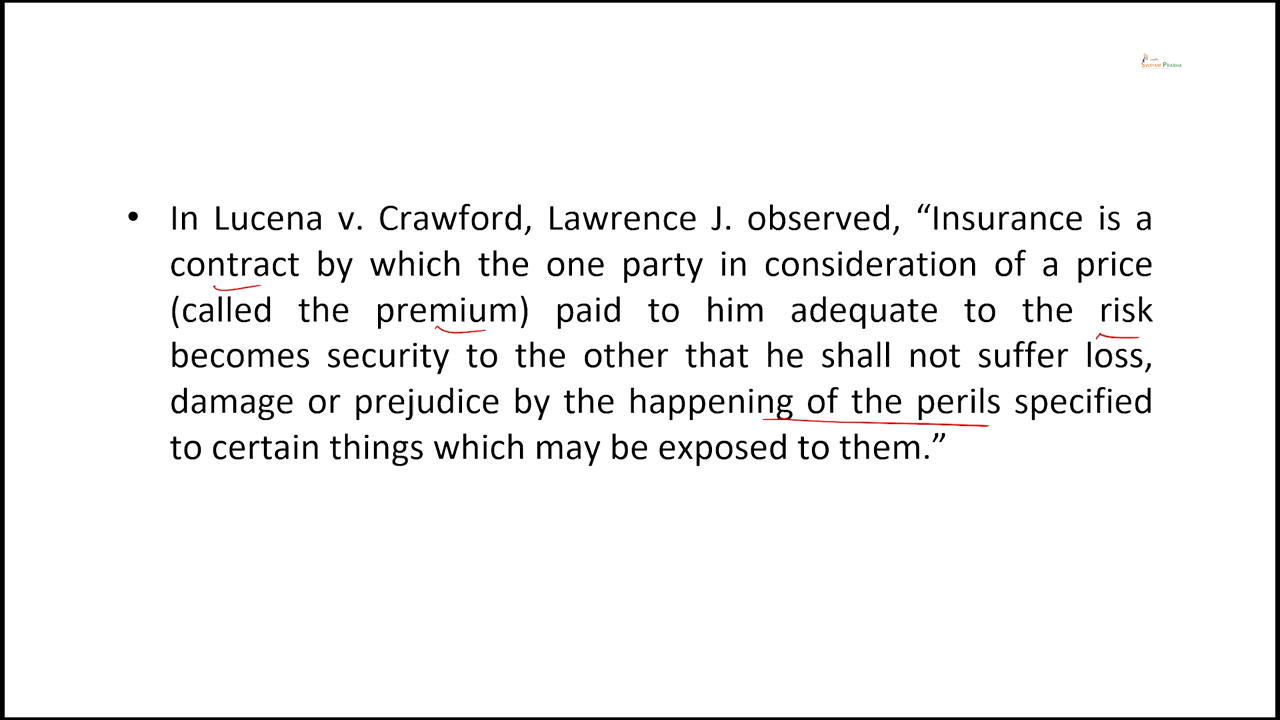 SWAYAM PRABHA
• In Lucena v. Crawford, Lawrence J. observed, “Insurance is a
contract by which the one party in consideration of a price
(called the premium) paid to him adequate to the risk
becomes security to the other that he shall not suffer loss,
damage or prejudice by the happening of the perils specified
to certain things which may be exposed to them.”